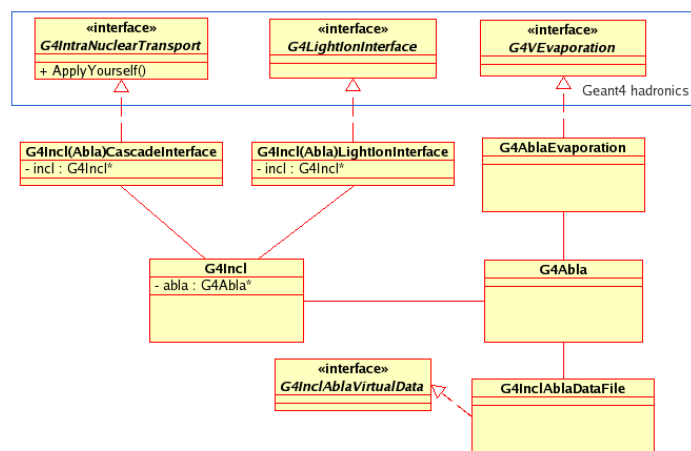 «interface»
G4IntraNuclearTransport
+ ApplyYourself()
«interface»
G4LightIonInterface
«interface»
G4VEvaporation
Geant4 hadronics
G4Incl(Abla)CascadeInterface
- incl : G4Incl*
G4Incl(Abla)LightIonInterface
- incl : G4Incl*
G4AblaEvaporation
G4Incl
- abla : G4Abla*
G4Abla
«interface»
G4InclAblaVirtualData
G4InclAblaDataFile